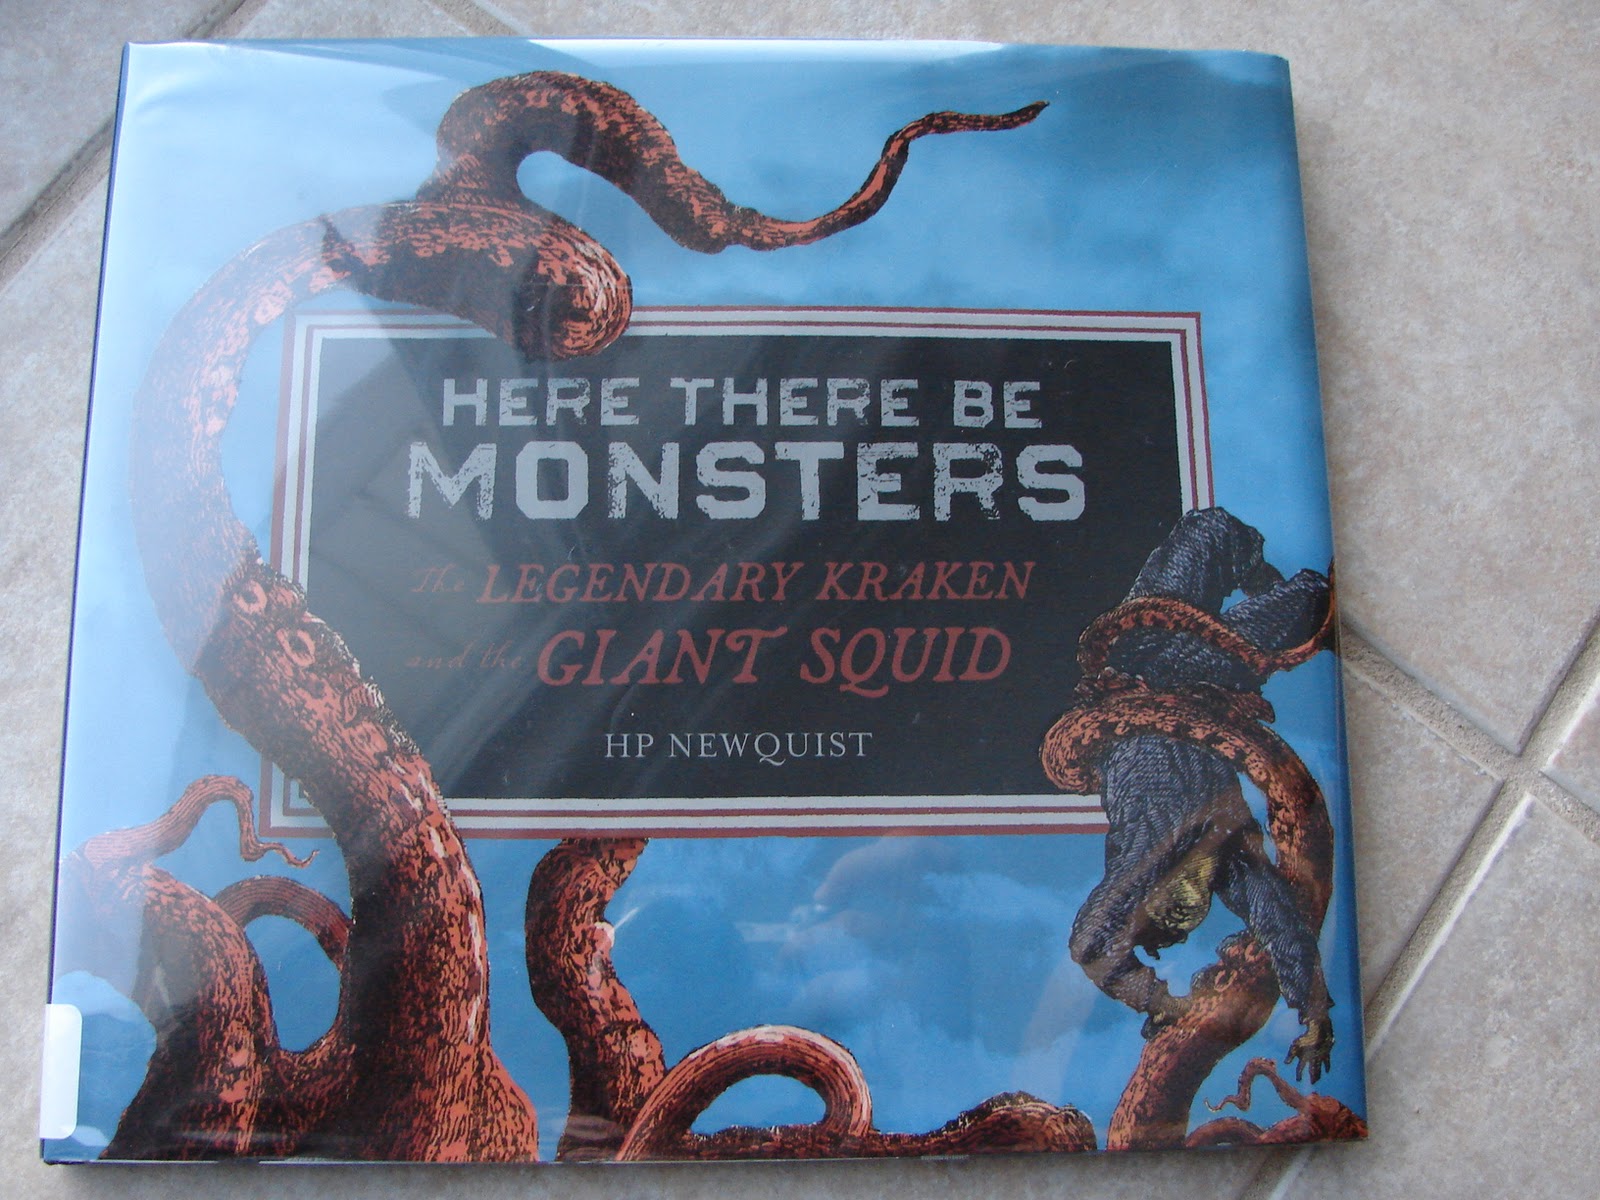 HERE THERE BE
MONSTERS
The LEGENDARY KRAKEN
and the GIANT SQUID
HP NEWQUIST